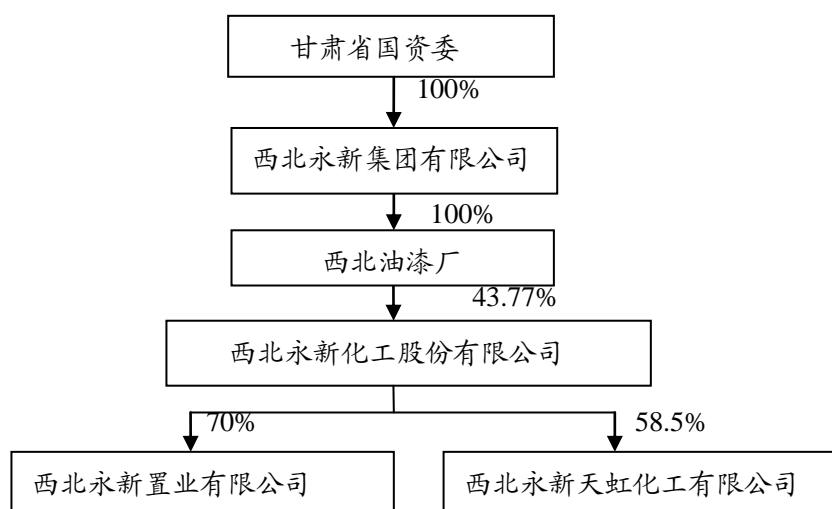 甘肃省国资委
100%
西北永新集团有限公司
100%
西北油漆厂
43.77%
西北永新化工股份有限公司
70%
58.5%
西北永新置业有限公司
西北永新天虹化工有限公司